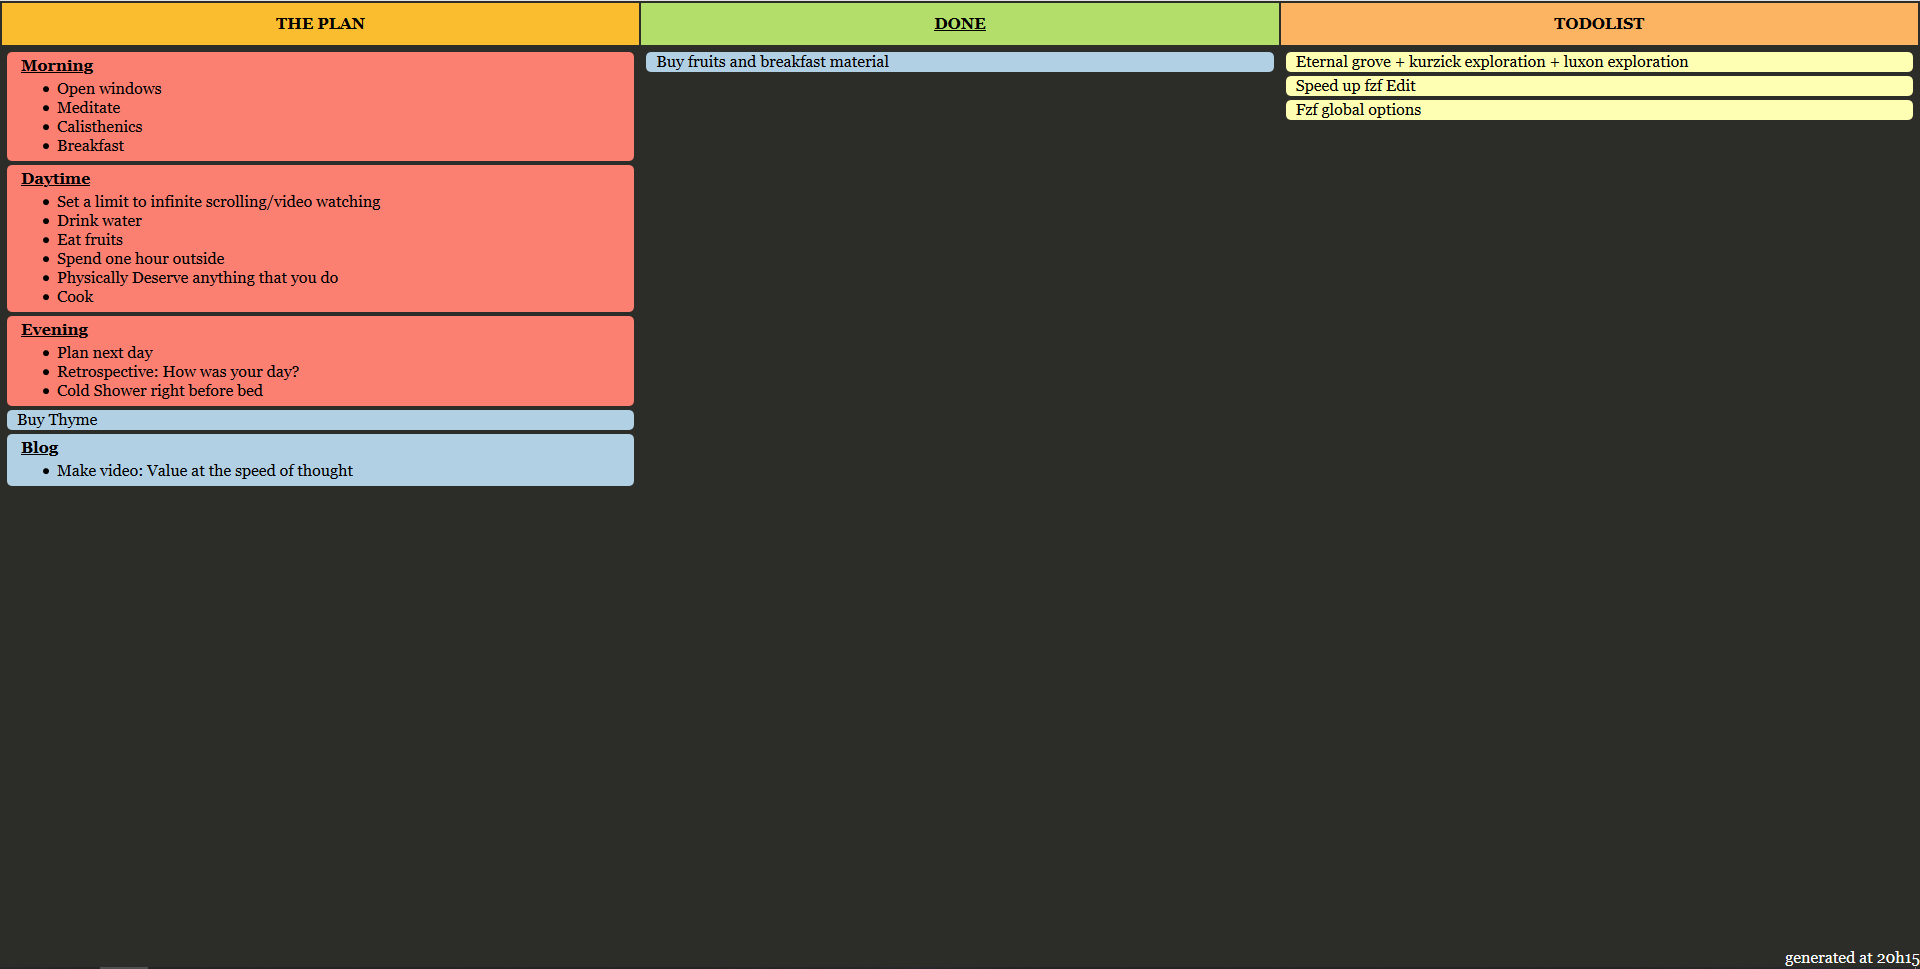 THE PLAN
Morning
Open windows
Meditate
Calisthenics
Breakfast
Daytime
Set a limit to infinite scrolling/video watching
Drink water
Eat fruits
Spend one hour outside
Physically Deserve anything that you do
Cook
Evening
Plan next day
Retrospective: How was your day?
Cold Shower right before bed
Buy Thyme
Blog
Make video: Value at the speed of thought
DONE
Buy fruits and breakfast material
TODOLIST
Eternal grove + kurzick exploration + luxon exploration
Speed up fzf Edit
Fzf global options
generated at 20h15